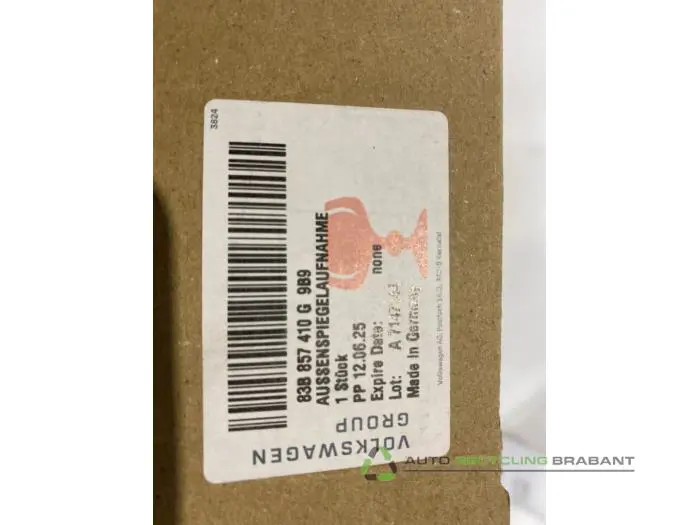 3824
83B 857 410 G 9B9
AUSSENSPIEGELAUFNAHME
1 Stück
PP 12.06.25
Expire Date: none
Lot:
Made in Germany
VOLKSWAGEN
GROUP
AUTO RECYCLING BRABANT